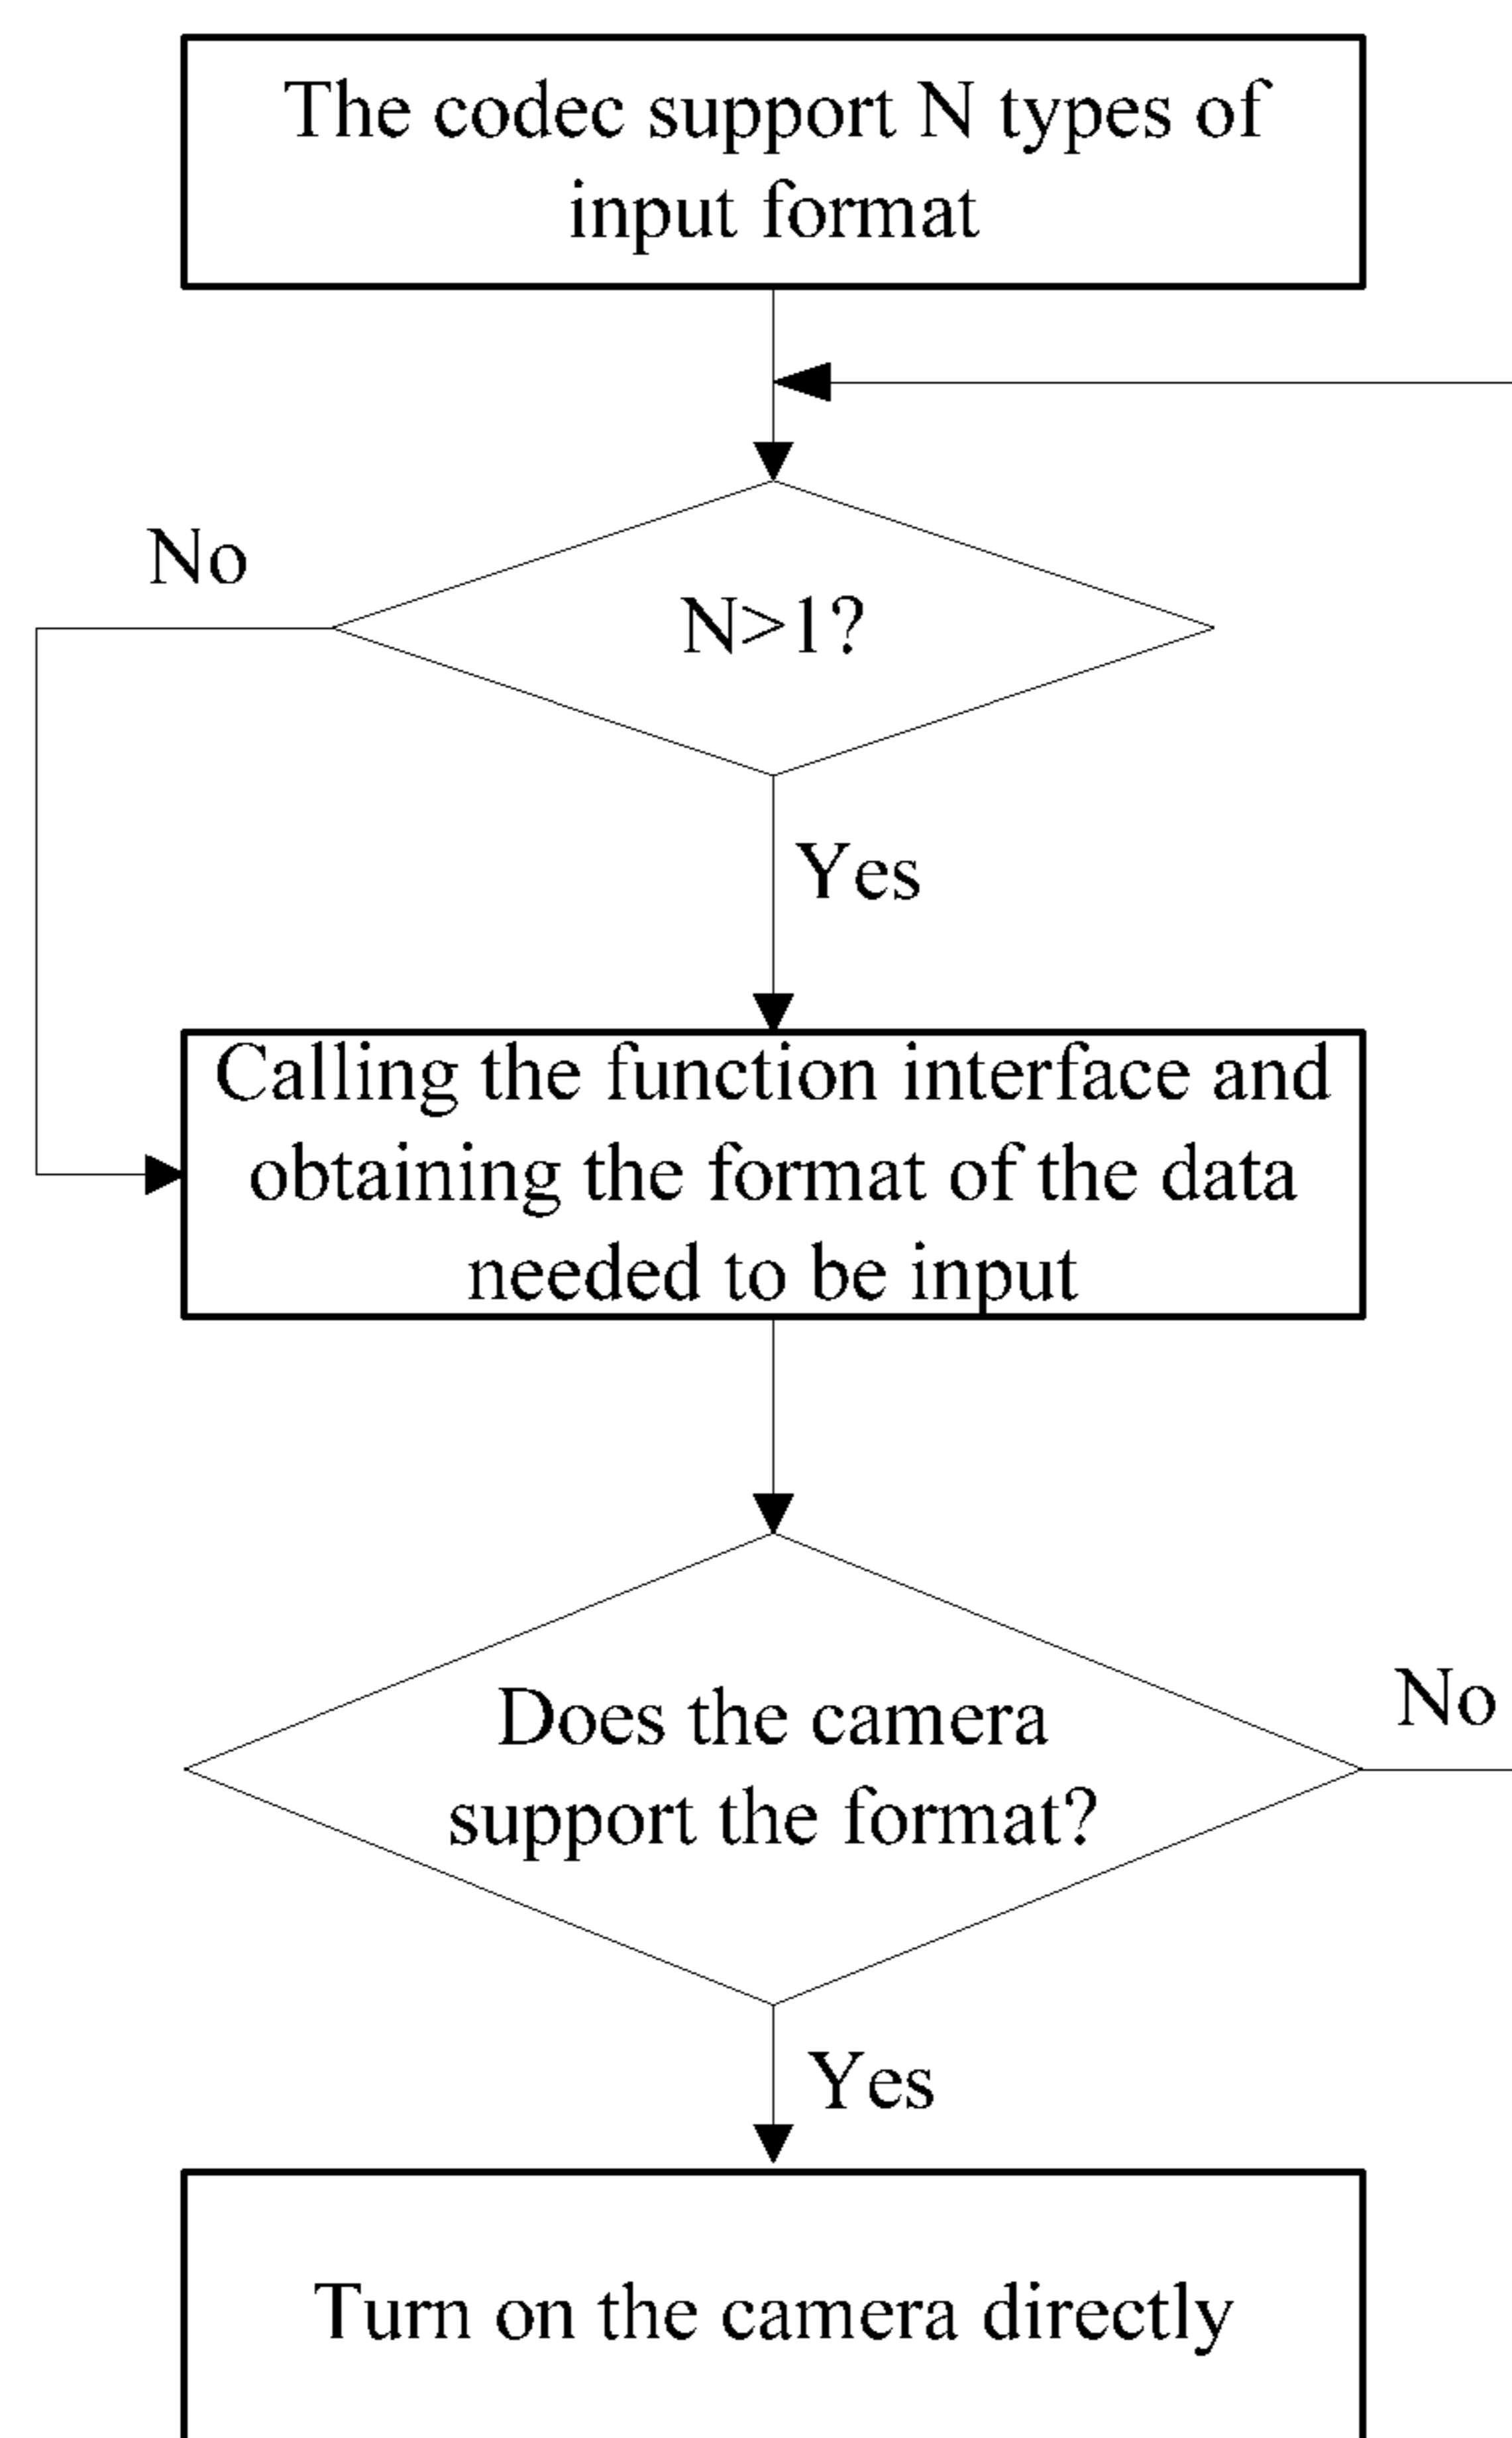 The codec support N types of
input format
No
N>1?
Yes
Calling the function interface and
obtaining the format of the data
needed to be input
Does the camera
support the format?
No
Yes
Turn on the camera directly